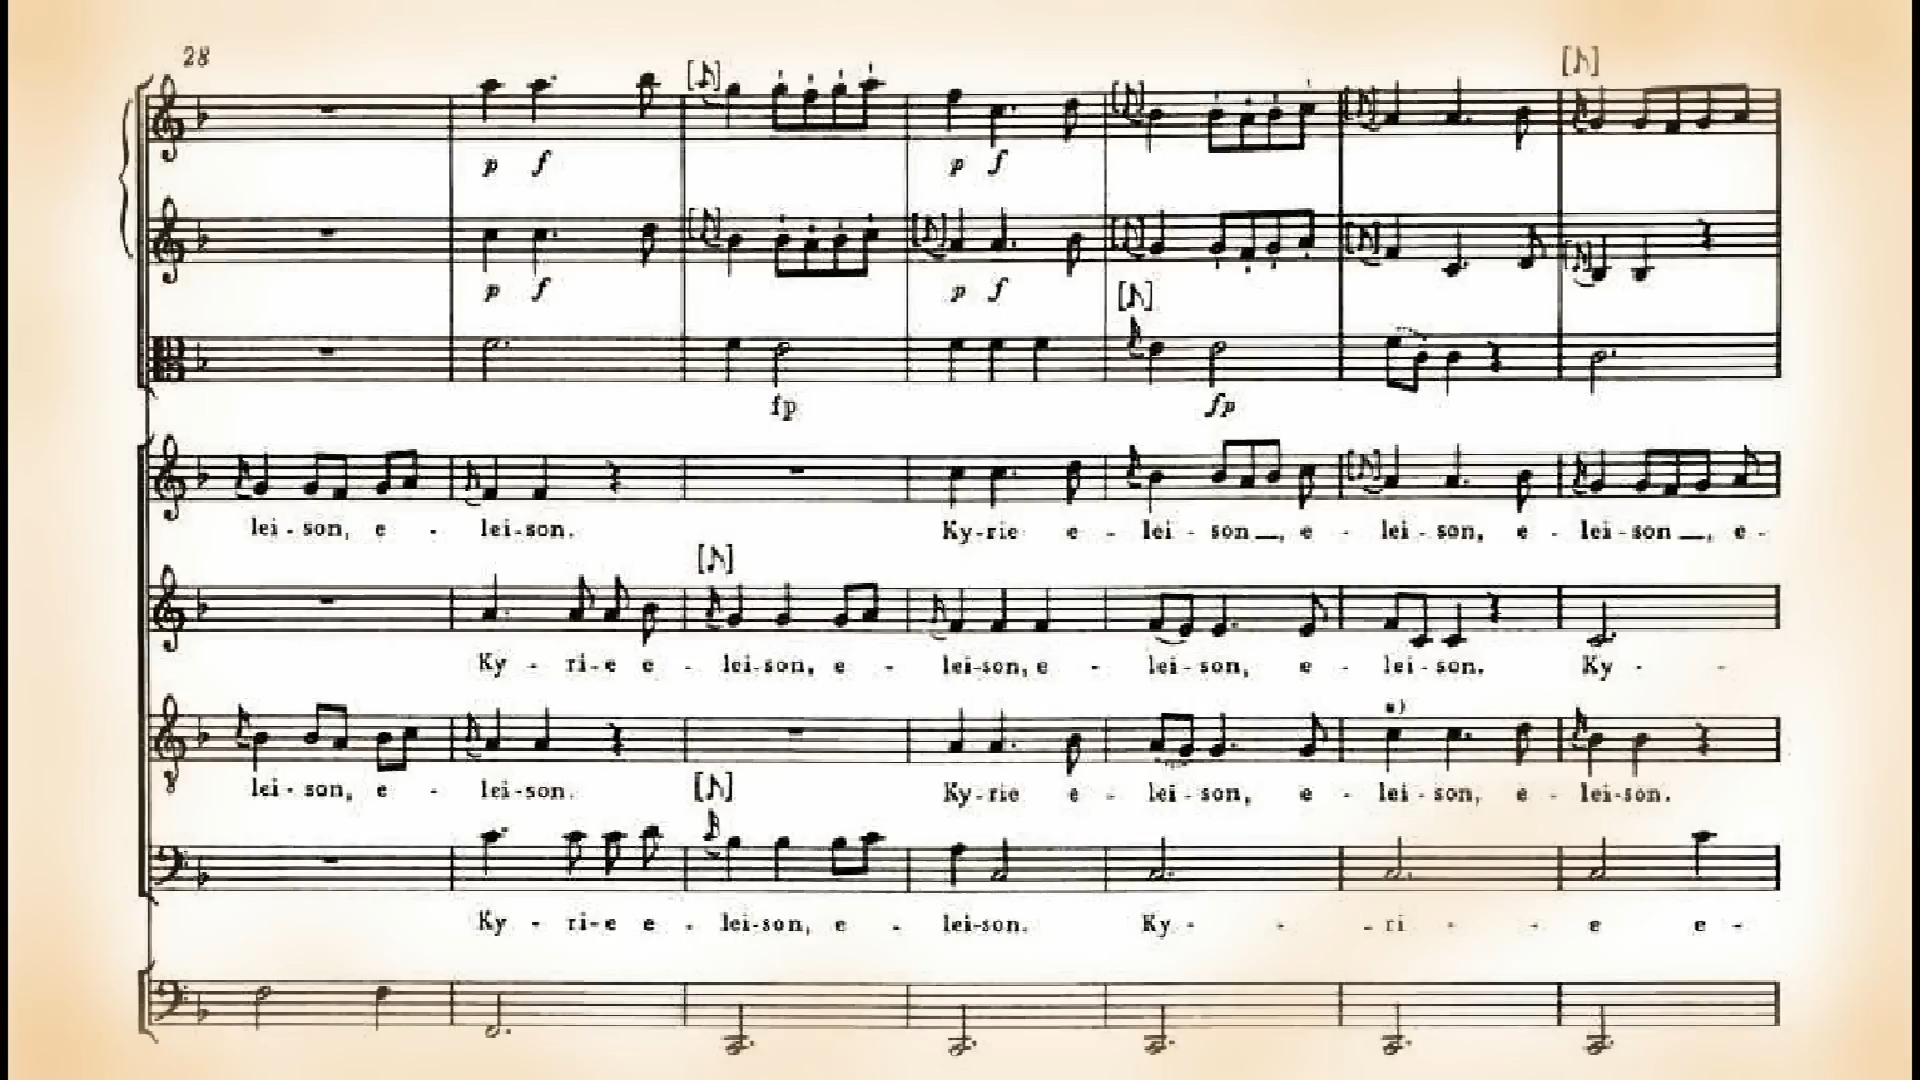 28
p f p f
p f p f
fp fp
lei - son, e - lei - son. Ky - rie e - lei - son __, e - lei - son, e - lei - son __, e -
Ky - ri - e e - lei - son, e - lei - son, e - lei - son, e - lei - son. Ky - -
*)
lei - son, e - lei - son. Ky - rie e - lei - son, e - lei - son, e - lei - son.
Ky - ri - e e - lei - son, e - lei - son. Ky - - - ri - - e e -